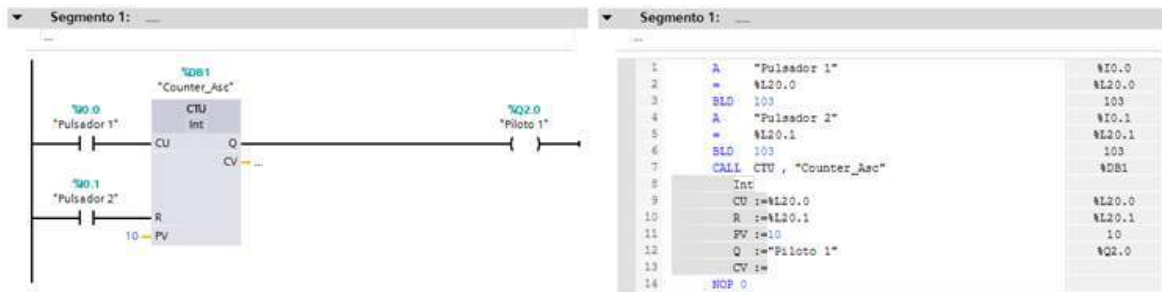 Segmento 1: ....
...
%DB1
"Counter_Asc"
%I0.0
"Pulsador 1"
CTU
Int
%Q2.0
"Piloto 1"
CU Q
CV ...
%I0.1
"Pulsador 2"
R
10 PV
Segmento 1: ....
...
1 A "Pulsador 1" %I0.0
2 = %L20.0 %L20.0
3 BLD 103 103
4 A "Pulsador 2" %I0.1
5 = %L20.1 %L20.1
6 BLD 103 103
7 CALL CTU , "Counter_Asc" %DB1
8 Int
9 CU :=%L20.0 %L20.0
10 R :=%L20.1 %L20.1
11 PV :=10 10
12 Q :="Piloto 1" %Q2.0
13 CV :=
14 NOP 0